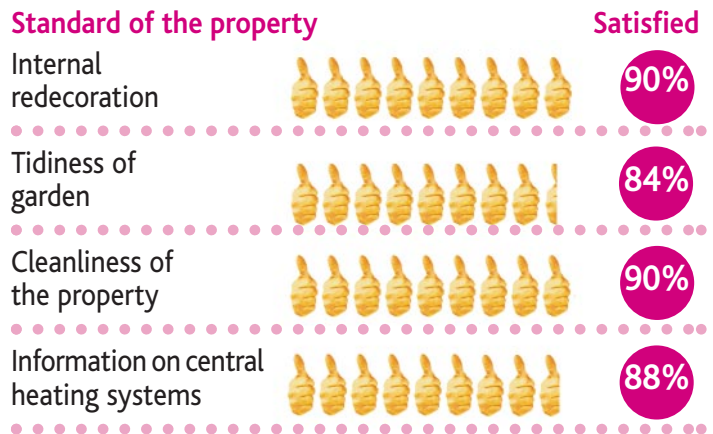 Standard of the property Satisfied
Internal
redecoration
90%
Tidiness of
garden
84%
Cleanliness of
the property
90%
Information on central
heating systems
88%